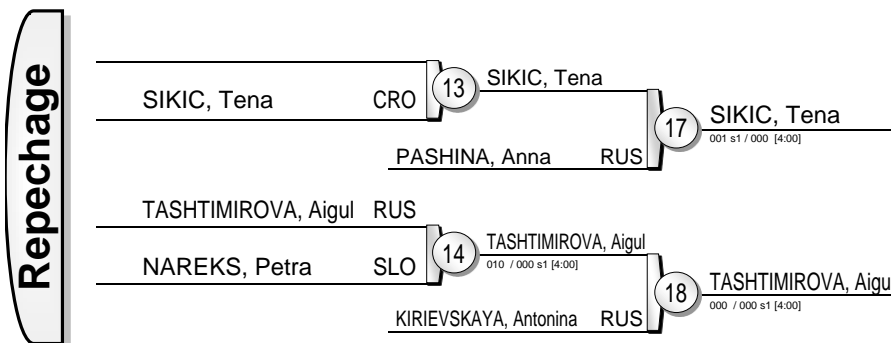 Repechage
SIKIC, Tena CRO
13
SIKIC, Tena
PASHINA, Anna RUS
17
SIKIC, Tena
001 s1 / 000 [4:00]
TASHTIMIROVA, Aigul RUS
NAREKS, Petra SLO
14
TASHTIMIROVA, Aigul
010 / 000 s1 [4:00]
KIRIEVSKAYA, Antonina RUS
18
TASHTIMIROVA, Aigu
000 / 000 s1 [4:00]